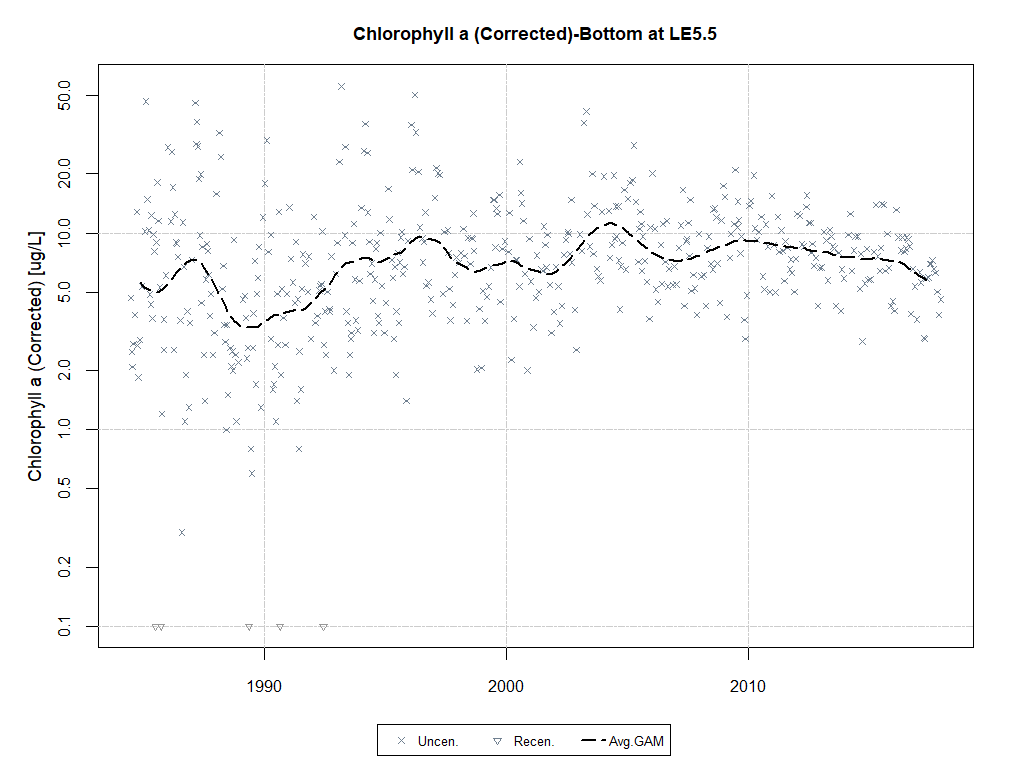 Chlorophyll a (Corrected)-Bottom at LE5.5
Chlorophyll a (Corrected) [ug/L]
50.0
20.0
10.0
5.0
2.0
1.0
0.5
0.2
0.1
1990 2000 2010
Uncen. Recen. Avg.GAM